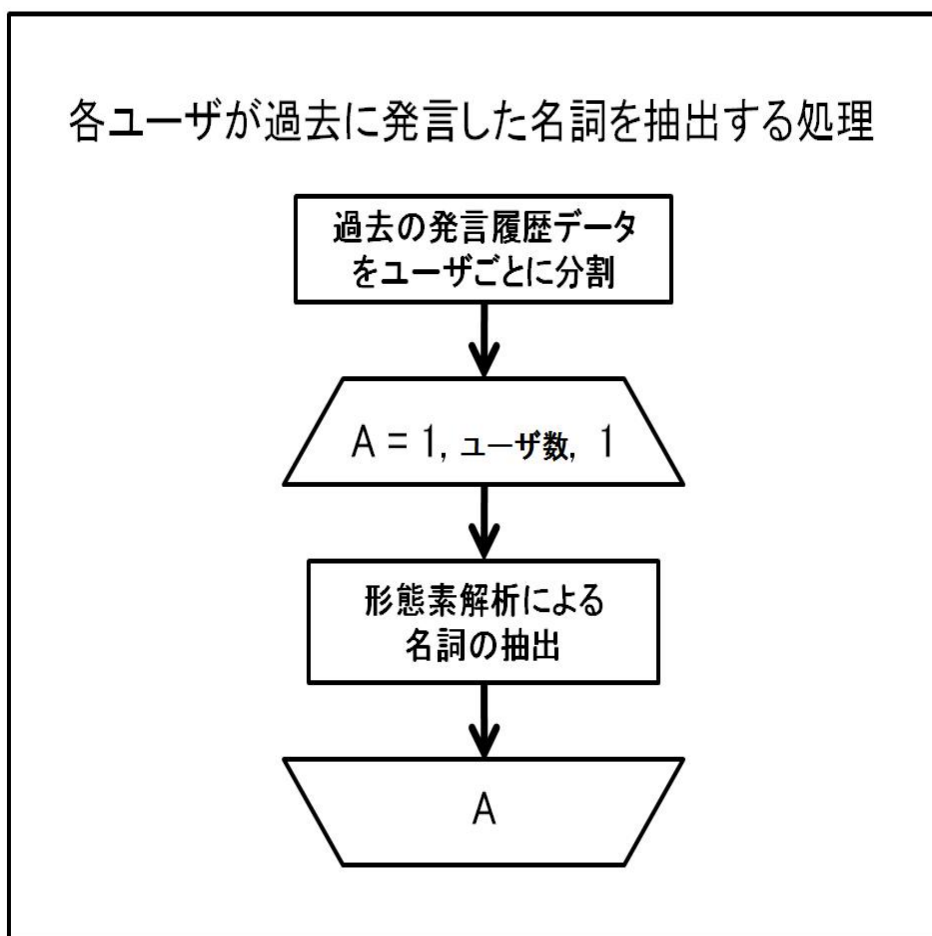 各ユーザが過去に発言した名詞を抽出する処理
過去の発言履歴データ
をユーザごとに分割
A = 1, ユーザ数, 1
形態素解析による
名詞の抽出
A